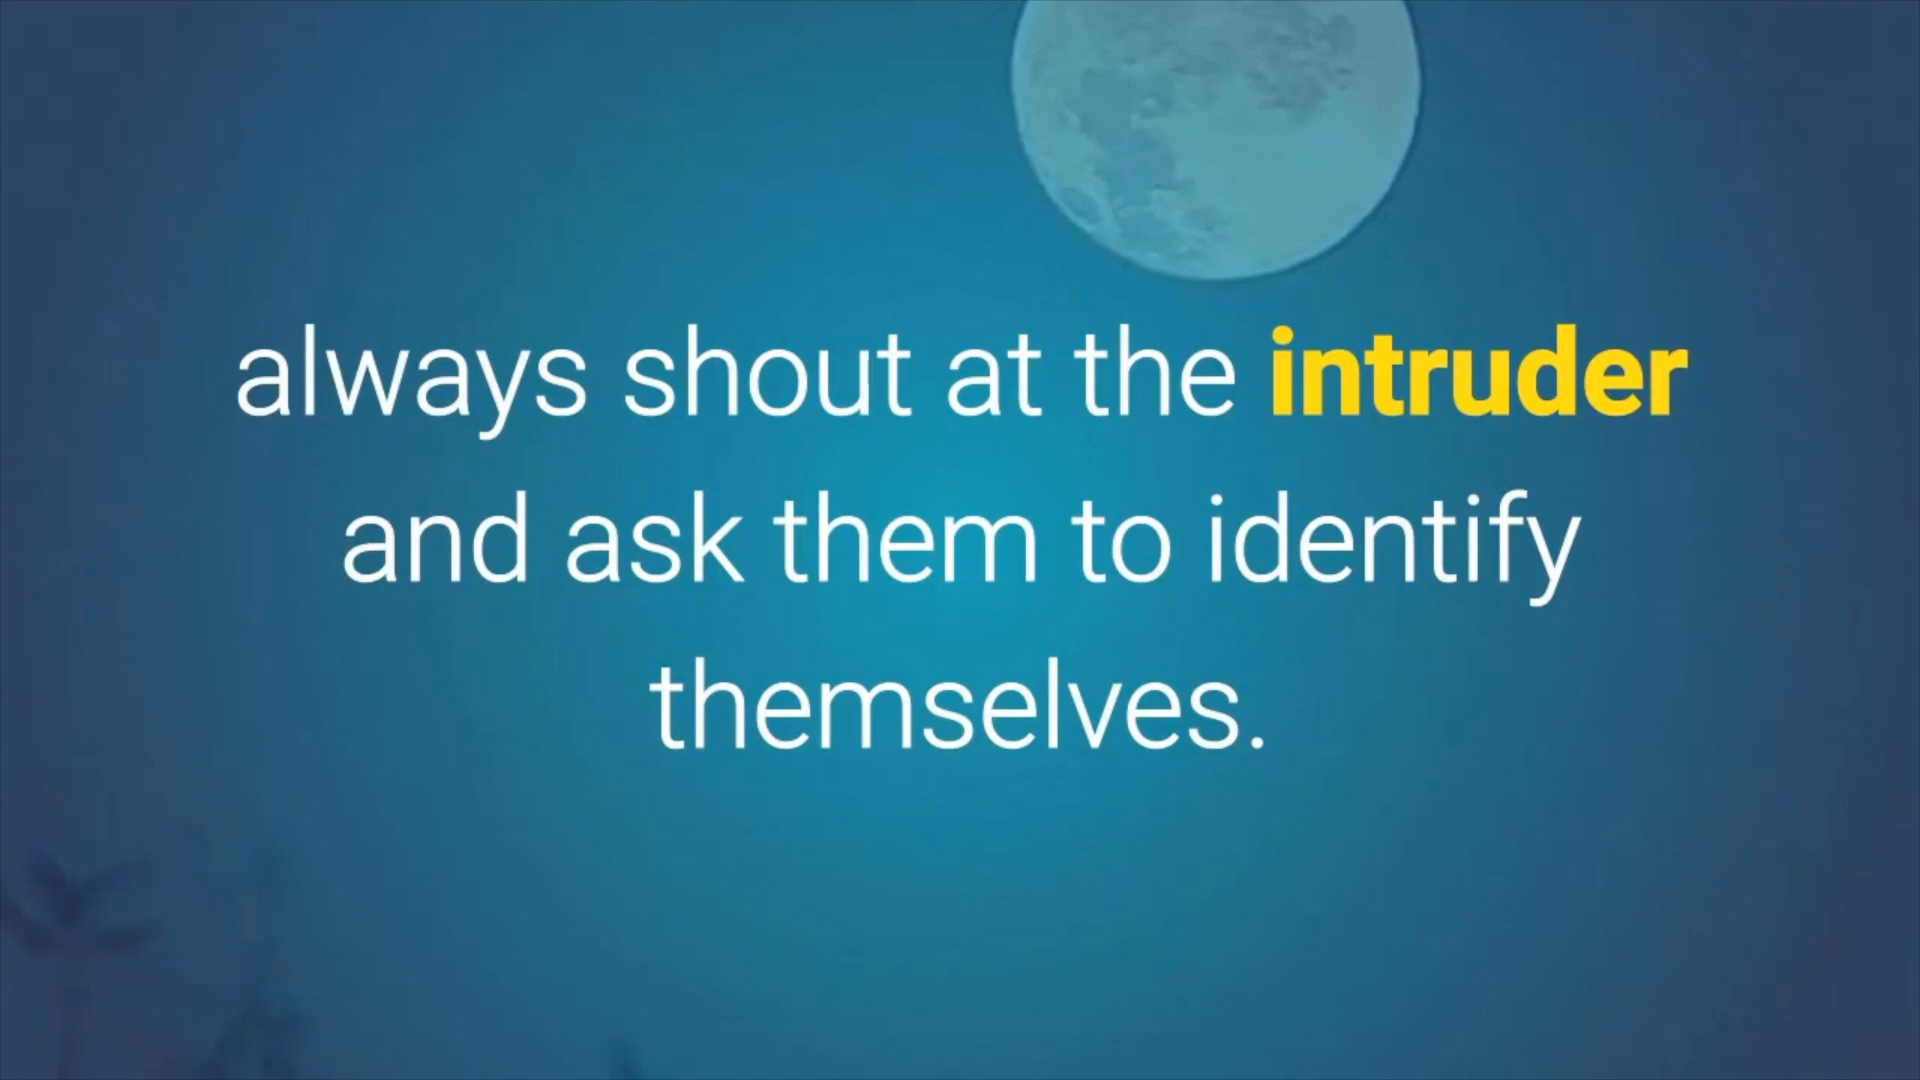 always shout at the intruder
and ask them to identify
themselves.